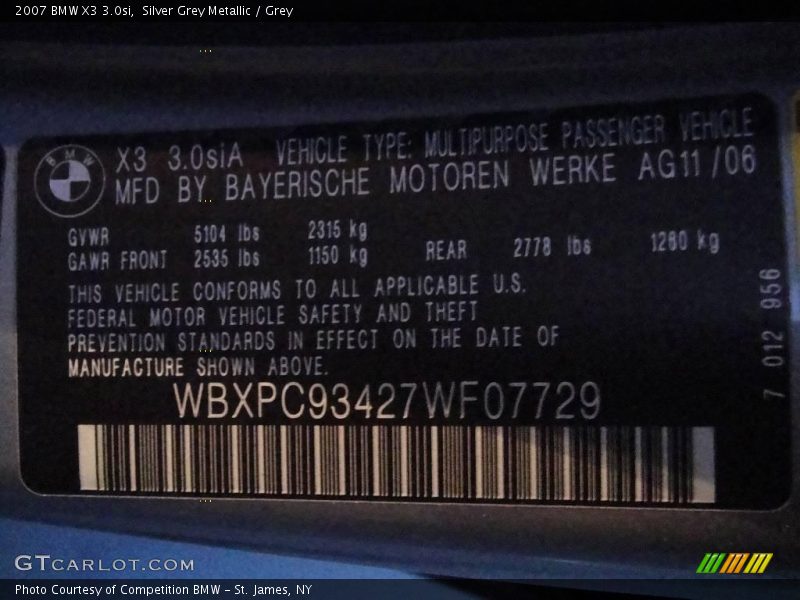 2007 BMW X3 3.0si, Silver Grey Metallic / Grey
BMW
X3 3.0siA VEHICLE TYPE: MULTIPURPOSE PASSENGER VEHICLE
MFD BY BAYERISCHE MOTOREN WERKE AG 11/06
GVWR 5104 lbs 2315 kg
GAWR FRONT 2535 lbs 1150 kg REAR 2778 lbs 1260 kg
THIS VEHICLE CONFORMS TO ALL APPLICABLE U.S.
FEDERAL MOTOR VEHICLE SAFETY AND THEFT
PREVENTION STANDARDS IN EFFECT ON THE DATE OF
MANUFACTURE SHOWN ABOVE.
WBXPC93427WF07729
7 012 956
GTCARLOT.COM
Photo Courtesy of Competition BMW – St. James, NY